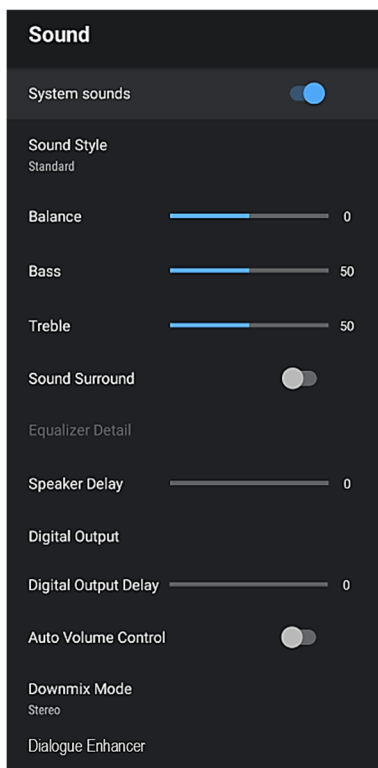 Sound
System sounds
Sound Style
Standard
Balance 0
Bass 50
Treble 50
Sound Surround
Equalizer Detail
Speaker Delay 0
Digital Output
Digital Output Delay 0
Auto Volume Control
Downmix Mode
Stereo
Dialogue Enhancer